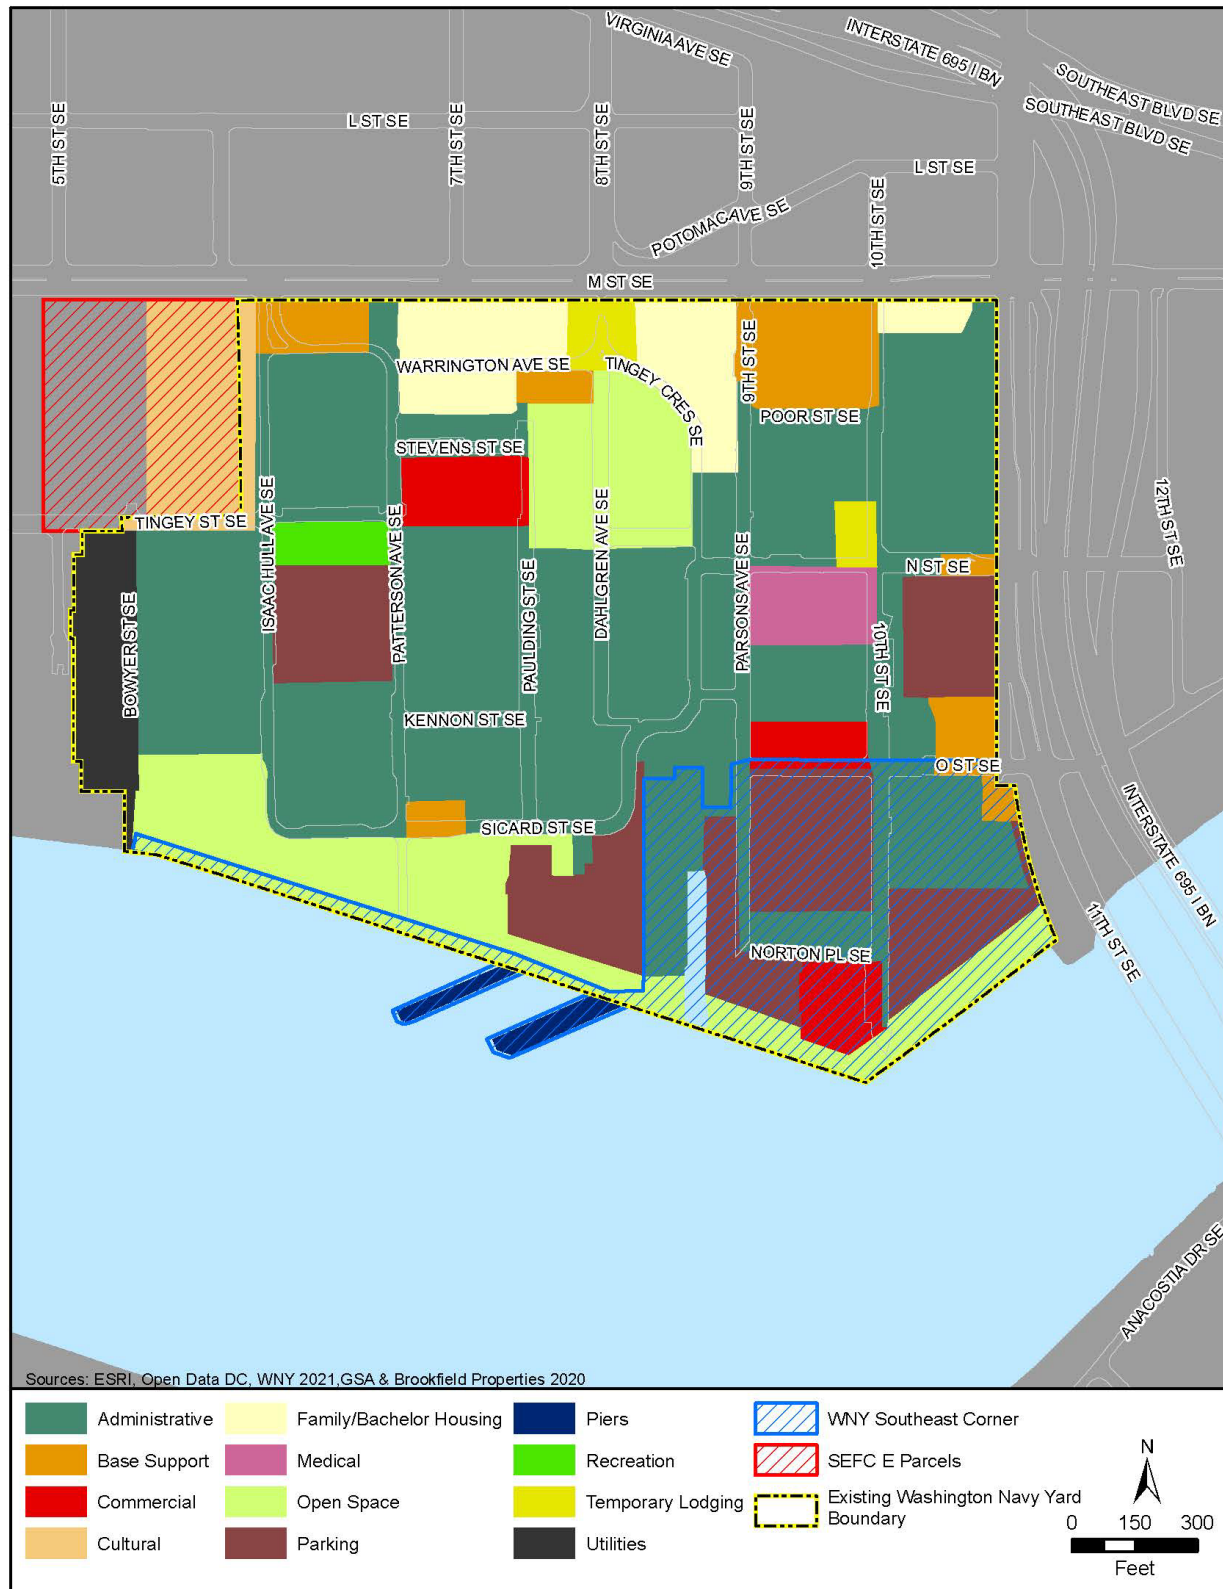 VIRGINIA AVE SE
INTERSTATE 695 I BN
SOUTHEAST BLVD SE
SOUTHEAST BLVD SE
5TH ST SE
L ST SE
7TH ST SE
8TH ST SE
9TH ST SE
L ST SE
POTOMAC AVE SE
10TH ST SE
M ST SE
WARRINGTON AVE SE
TINGEY CRES SE
9TH ST SE
POOR ST SE
STEVENS ST SE
TINGEY ST SE
ISAAC HULL AVE SE
PATTERSON AVE SE
PAULDING ST SE
DAHLGREN AVE SE
PARSONS AVE SE
N ST SE
12TH ST SE
BOWYER ST SE
10TH ST SE
KENNON ST SE
O ST SE
SICARD ST SE
INTERSTATE 695 I BN
11TH ST SE
NORTON PL SE
ANACOSTIA DR SE
Sources: ESRI, Open Data DC, WNY 2021,GSA & Brookfield Properties 2020
Administrative
Base Support
Commercial
Cultural
Family/Bachelor Housing
Medical
Open Space
Parking
Piers
Recreation
Temporary Lodging
Utilities
WNY Southeast Corner
SEFC E Parcels
Existing Washington Navy Yard
Boundary
N
0 150 300
Feet